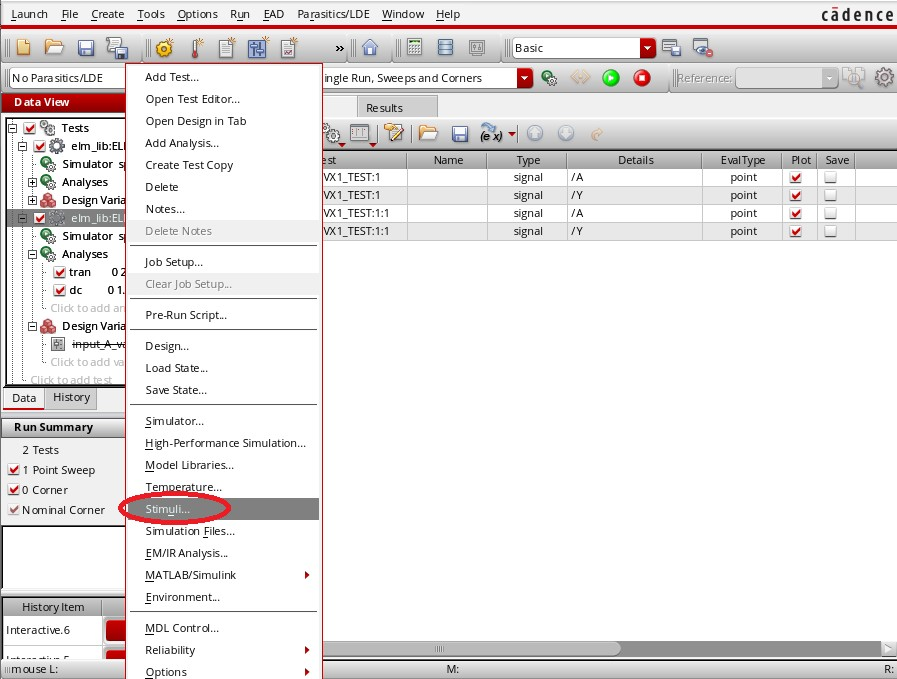 Launch File Create Tools Options Run EAD Parasitics/LDE Window Help
cādence
» Basic
No Parasitics/LDE
ingle Run, Sweeps and Corners
Reference:
Data View
Tests
elm_lib:EL
Simulator s
Analyses
Design Varia
elm_lib:EL
Simulator s
Analyses
tran 0 2
dc 0 1.
Click to add an
Design Varia
input_A_va
Click to add va
Click to add test
Data History
Run Summary
2 Tests
1 Point Sweep
0 Corner
Nominal Corner
History Item
Interactive.6
mouse L:
Add Test...
Open Test Editor...
Open Design in Tab
Add Analysis...
Create Test Copy
Delete
Notes...
Delete Notes
Job Setup...
Clear Job Setup...
Pre-Run Script...
Design...
Load State...
Save State...
Simulator...
High-Performance Simulation...
Model Libraries...
Temperature...
Stimuli...
Simulation Files...
EM/IR Analysis...
MATLAB/Simulink
Environment...
MDL Control...
Reliability
Options
Results
(ex)
est Name Type Details EvalType Plot Save
VX1_TEST:1 signal /A point
VX1_TEST:1 signal /Y point
VX1_TEST:1:1 signal /A point
VX1_TEST:1:1 signal /Y point
M:
R: